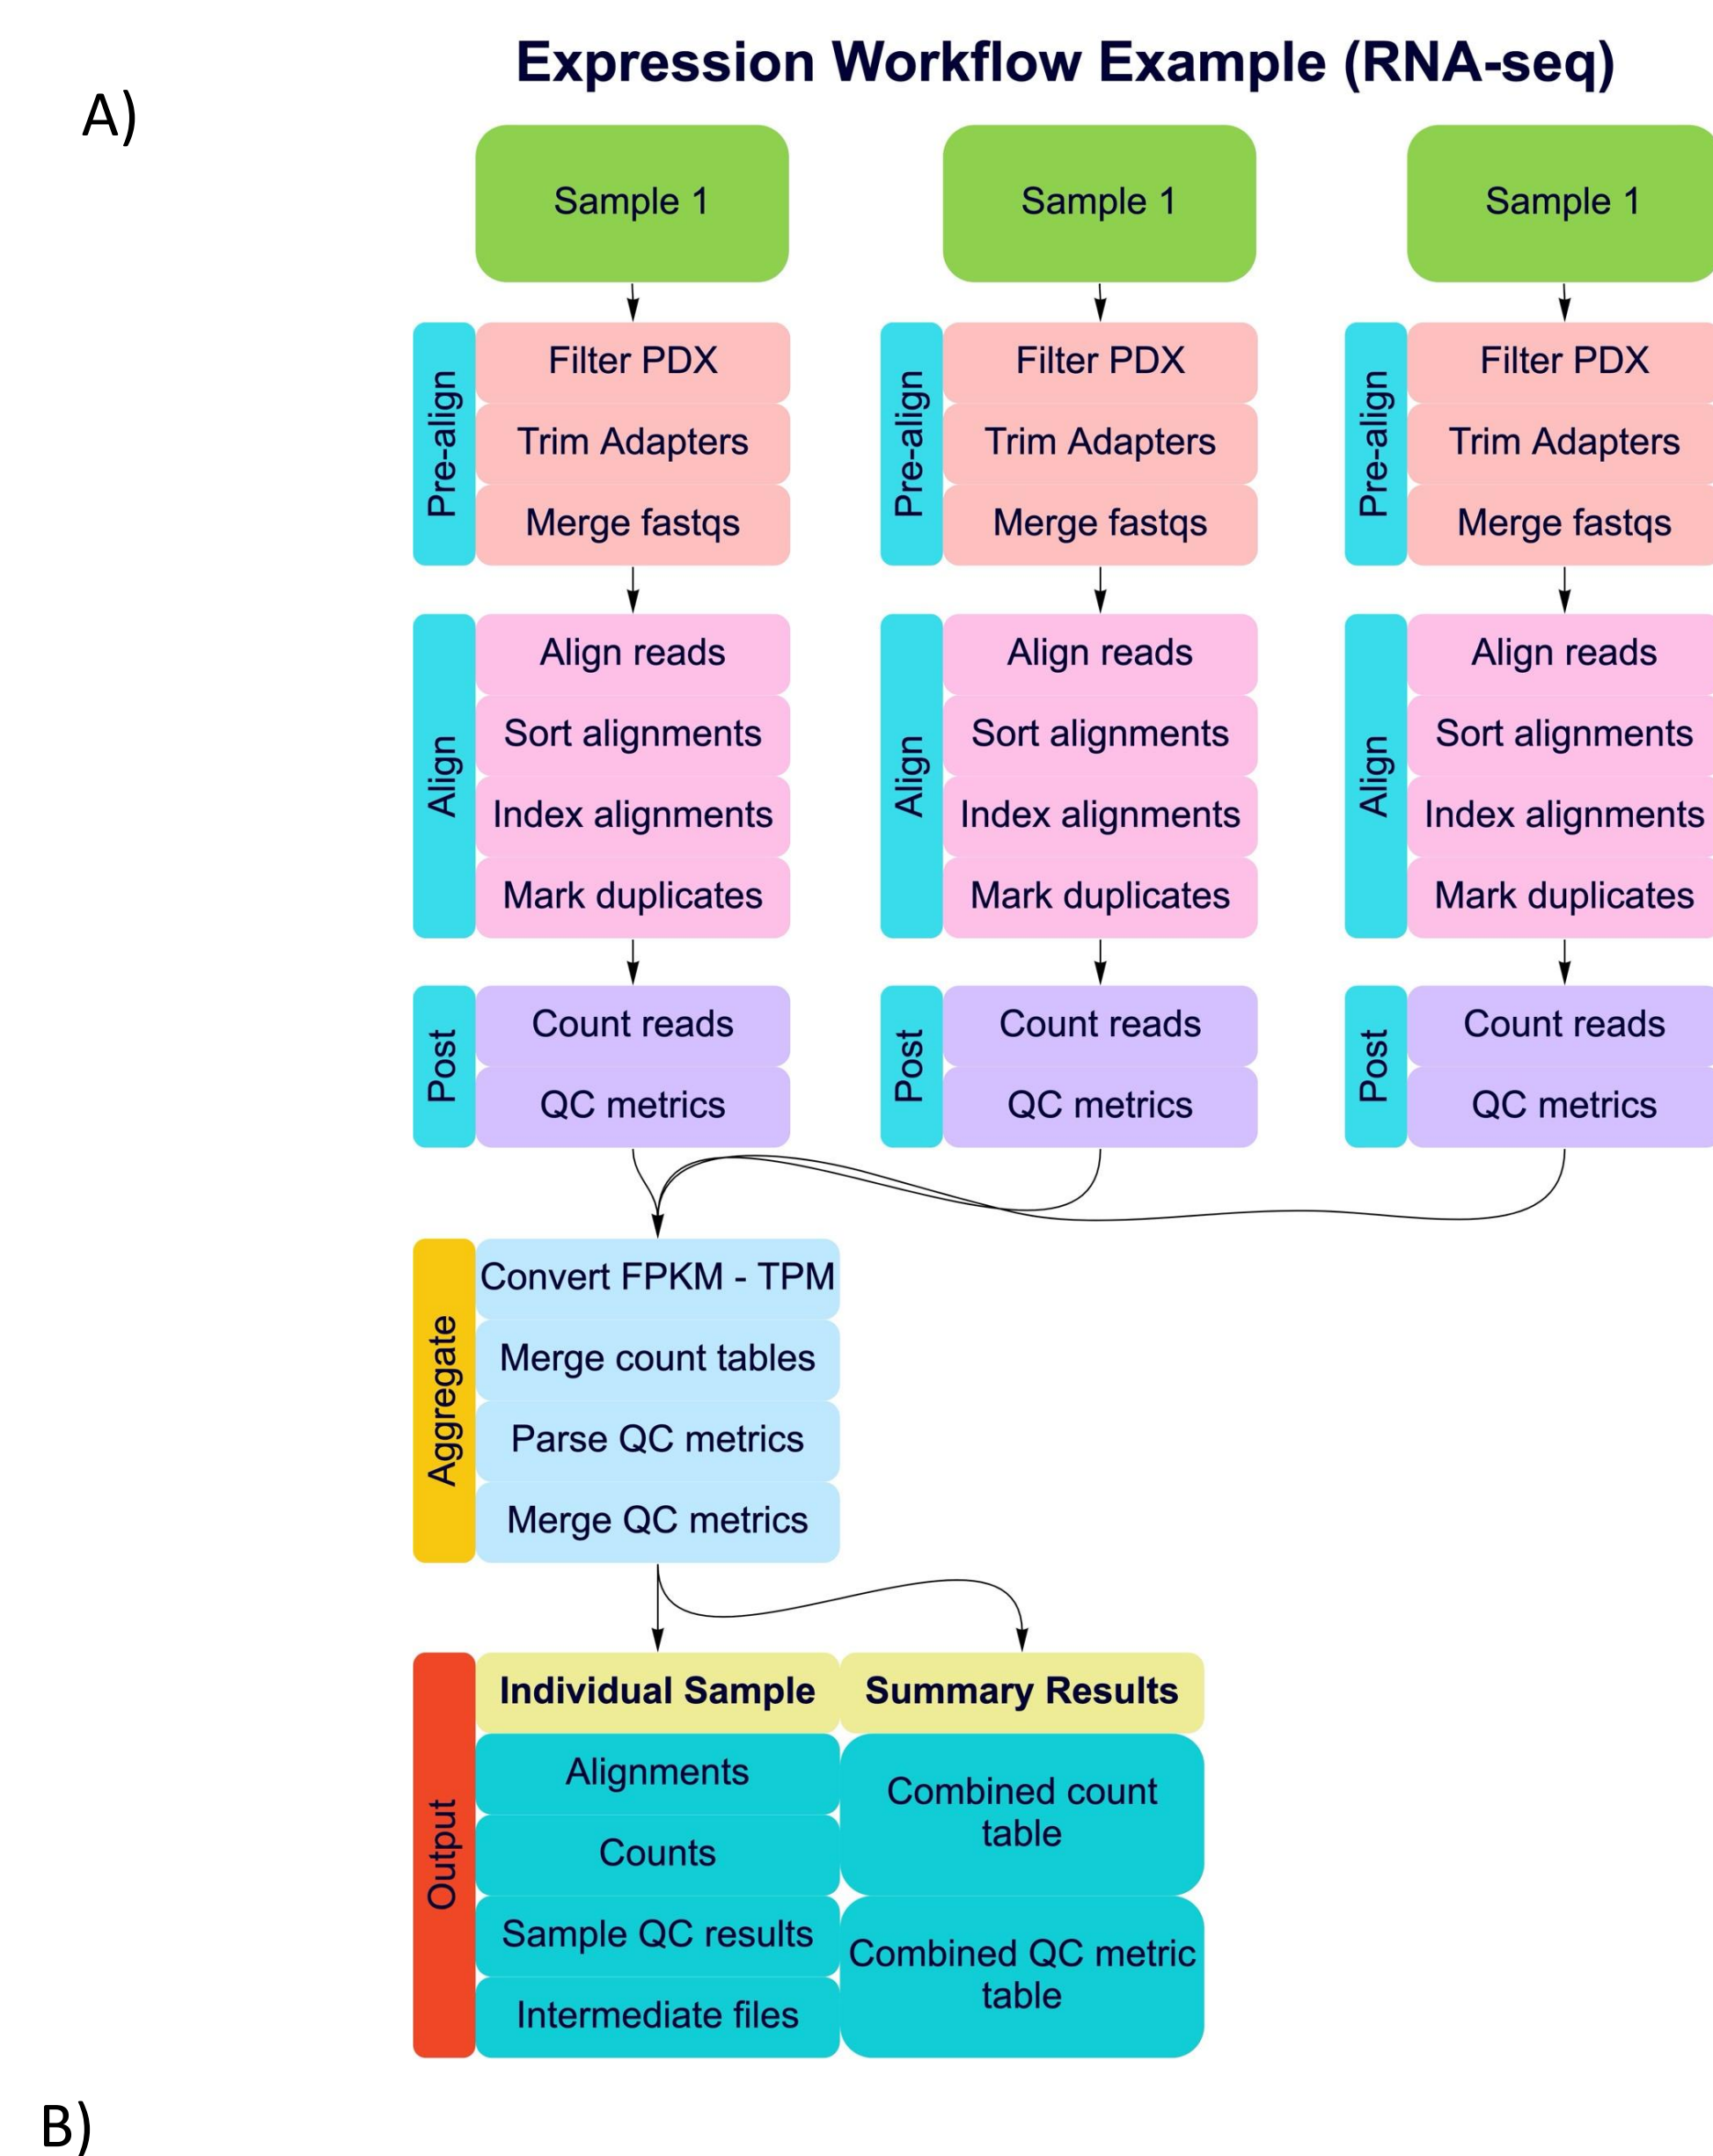 Expression Workflow Example (RNA-seq)
A)
Sample 1
Sample 1
Sample 1
Pre-align
Filter PDX
Trim Adapters
Merge fastqs
Pre-align
Filter PDX
Trim Adapters
Merge fastqs
Pre-align
Filter PDX
Trim Adapters
Merge fastqs
Align
Align reads
Sort alignments
Index alignments
Mark duplicates
Align
Align reads
Sort alignments
Index alignments
Mark duplicates
Align
Align reads
Sort alignments
Index alignments
Mark duplicates
Post
Count reads
QC metrics
Post
Count reads
QC metrics
Post
Count reads
QC metrics
Aggregate
Convert FPKM - TPM
Merge count tables
Parse QC metrics
Merge QC metrics
Output
Individual Sample
Alignments
Counts
Sample QC results
Intermediate files
Summary Results
Combined count
table
Combined QC metric
table
B)